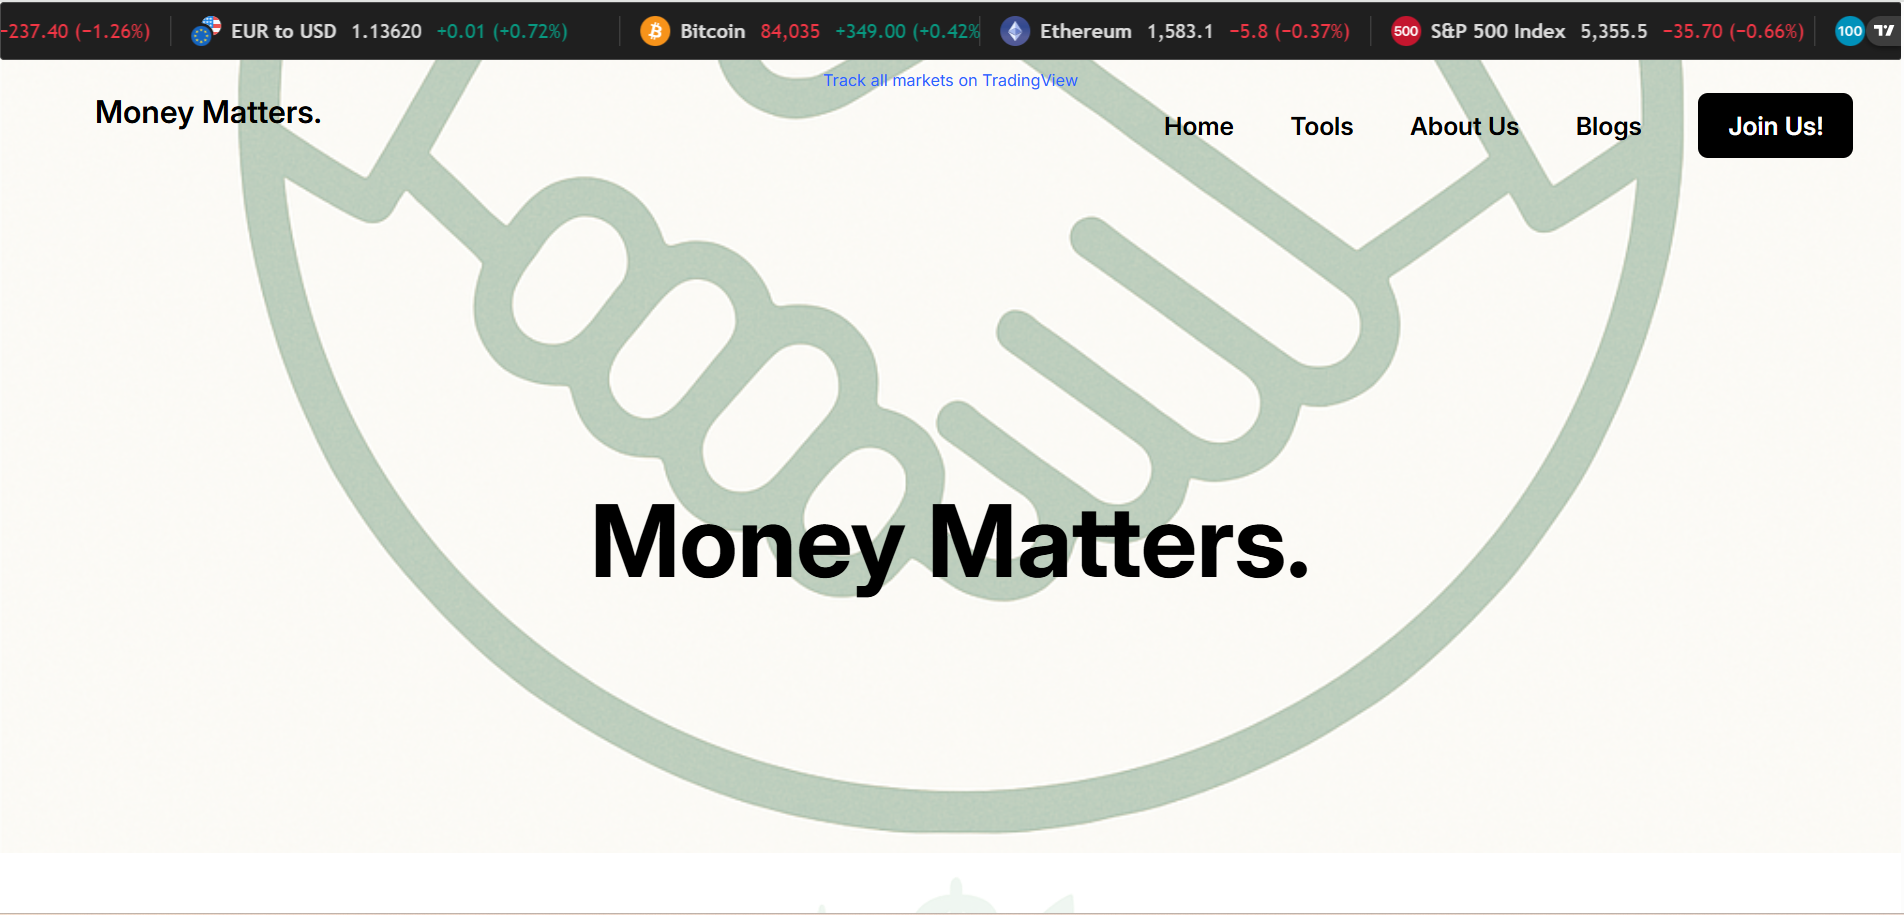 −237.40 (−1.26%) EUR to USD 1.13620 +0.01 (+0.72%) Bitcoin 84,035 +349.00 (+0.42% Ethereum 1,583.1 −5.8 (−0.37%) 500 S&P 500 Index 5,355.5 −35.70 (−0.66%) 100
Track all markets on TradingView
Money Matters.
Home Tools About Us Blogs Join Us!
Money Matters.